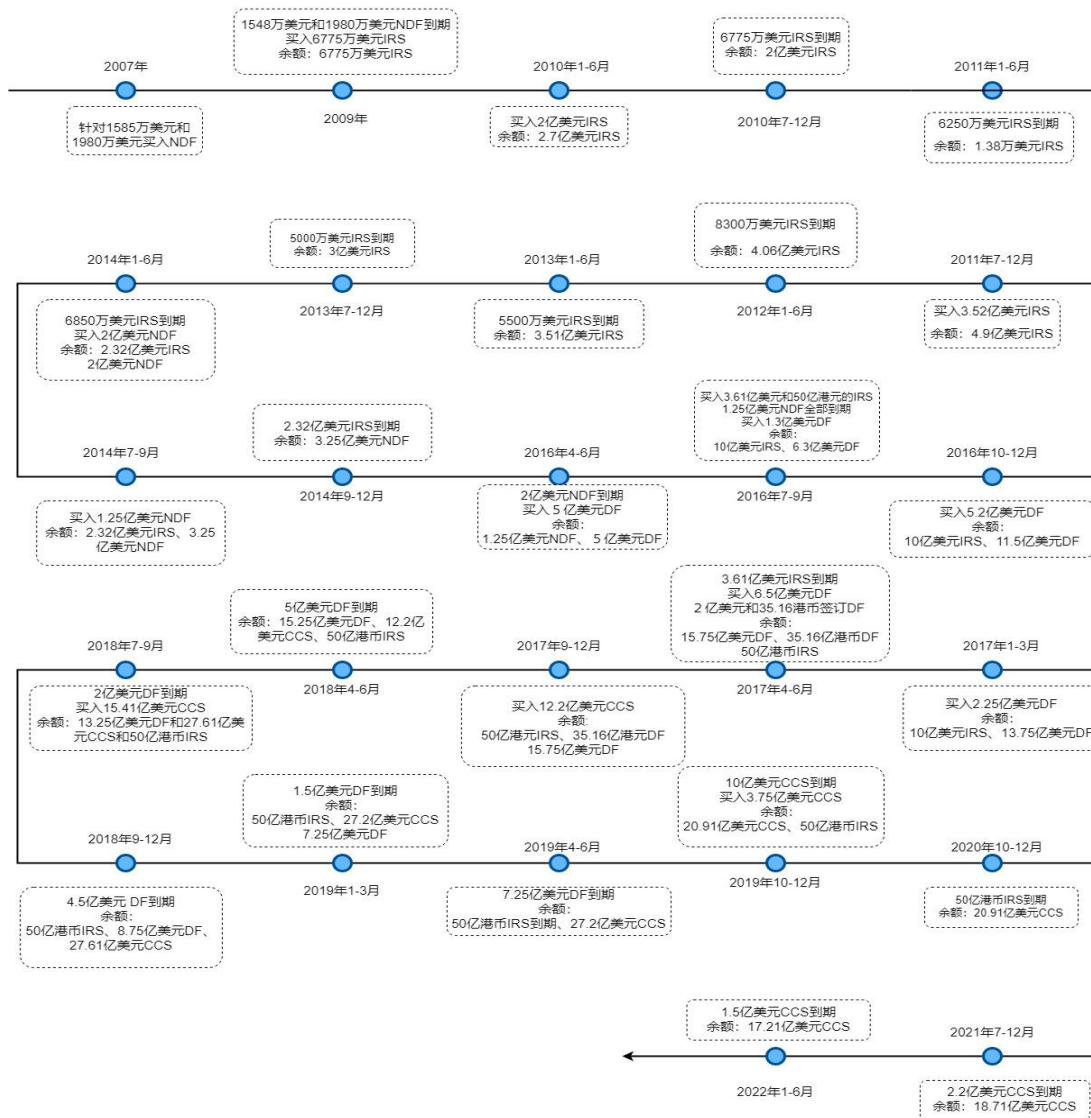 1548万美元和1980万美元NDF到期
买入6775万美元IRS
余额：6775万美元IRS
6775万美元IRS到期
余额：2亿美元IRS
2007年
2010年1-6月
2011年1-6月
针对1585万美元和
1980万美元买入NDF
2009年
买入2亿美元IRS
余额：2.7亿美元IRS
2010年7-12月
6250万美元IRS到期
余额：1.38万美元IRS
5000万美元IRS到期
余额：3亿美元IRS
8300万美元IRS到期
余额：4.06亿美元IRS
2014年1-6月
2013年1-6月
2011年7-12月
6850万美元IRS到期
买入2亿美元NDF
余额：2.32亿美元IRS
2亿美元NDF
2013年7-12月
5500万美元IRS到期
余额：3.51亿美元IRS
2012年1-6月
买入3.52亿美元IRS
余额：4.9亿美元IRS
2.32亿美元IRS到期
余额：3.25亿美元NDF
买入3.61亿美元和50亿港元的IRS
1.25亿美元NDF全部到期
买入1.3亿美元DF
余额：
10亿美元IRS、6.3亿美元DF
2014年7-9月
2016年4-6月
2016年10-12月
买入1.25亿美元NDF
余额：2.32亿美元IRS、3.25
亿美元NDF
2014年9-12月
2亿美元NDF到期
买入 5 亿美元DF
余额：
1.25亿美元NDF、 5 亿美元DF
2016年7-9月
买入5.2亿美元DF
余额：
10亿美元IRS、11.5亿美元DF
5亿美元DF到期
余额：15.25亿美元DF、12.2亿
美元CCS、50亿港币IRS
3.61亿美元IRS到期
买入6.5亿美元DF
2 亿美元和35.16港币签订DF
余额：
15.75亿美元DF、35.16亿港币DF
50亿港币IRS
2018年7-9月
2017年9-12月
2017年1-3月
2亿美元DF到期
买入15.41亿美元CCS
余额：13.25亿美元DF和27.61亿美
元CCS和50亿港币IRS
2018年4-6月
买入12.2亿美元CCS
余额:
50亿港元IRS、35.16亿港元DF
15.75亿美元DF
2017年4-6月
买入2.25亿美元DF
余额：
10亿美元IRS、13.75亿美元DF
1.5亿美元DF到期
余额：
50亿港币IRS、27.2亿美元CCS
7.25亿美元DF
10亿美元CCS到期
买入3.75亿美元CCS
余额：
20.91亿美元CCS、50亿港币IRS
2018年9-12月
2019年4-6月
2020年10-12月
4.5亿美元 DF到期
余额：
50亿港币IRS、8.75亿美元DF、
27.61亿美元CCS
2019年1-3月
7.25亿美元DF到期
余额：
50亿港币IRS到期、27.2亿美元CCS
2019年10-12月
50亿港币IRS到期
余额：20.91亿美元CCS
1.5亿美元CCS到期
余额：17.21亿美元CCS
2021年7-12月
2022年1-6月
2.2亿美元CCS到期
余额：18.71亿美元CCS